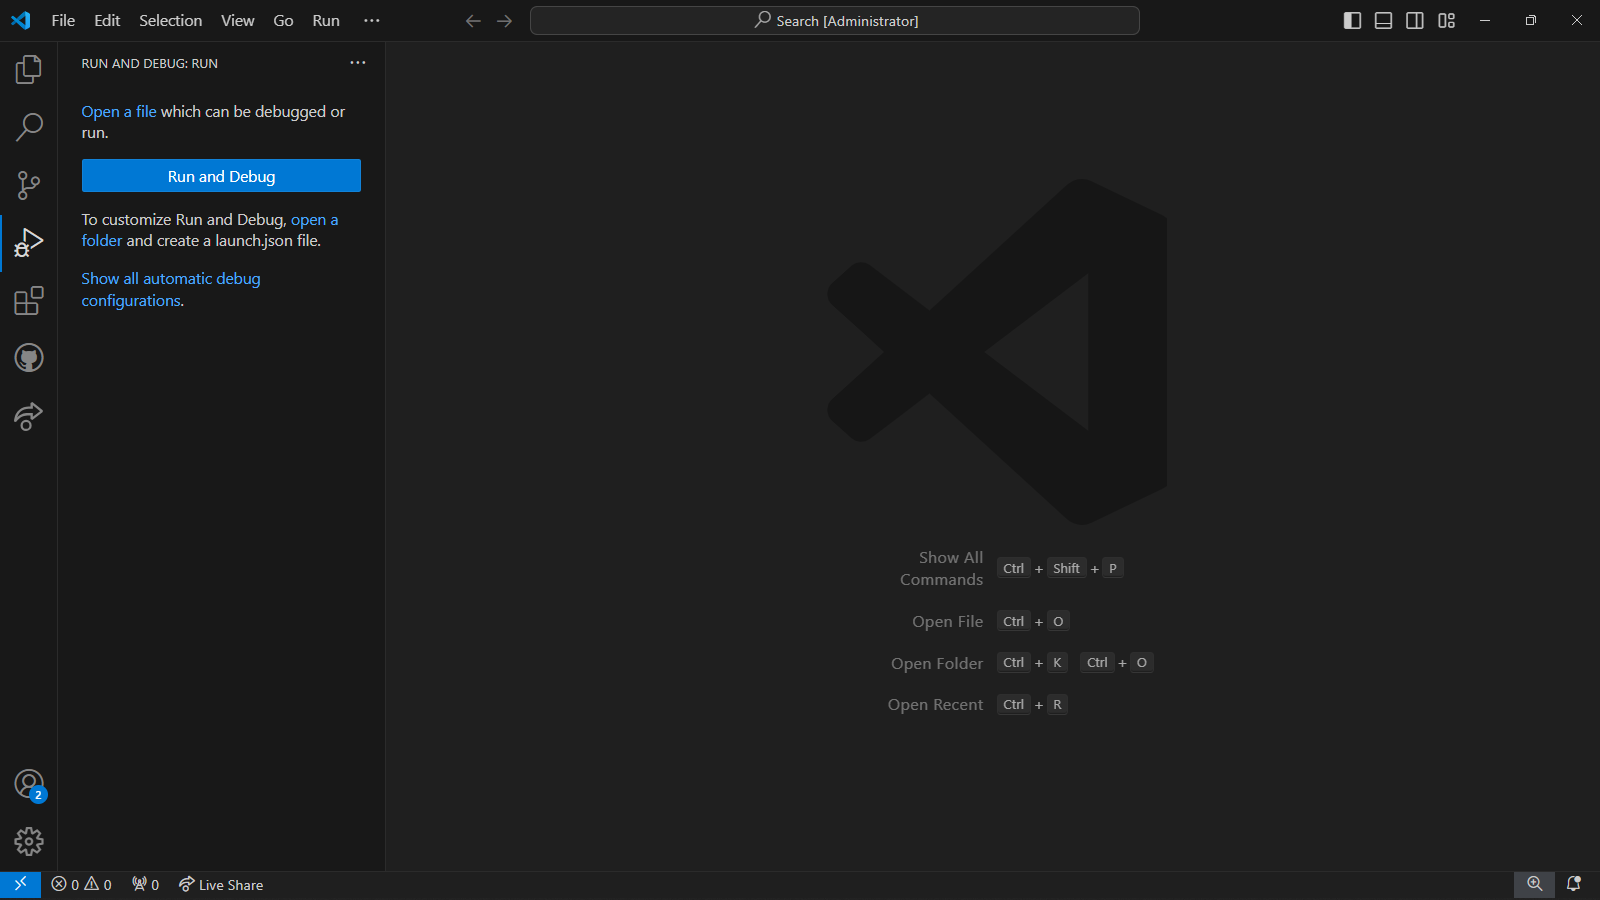 File Edit Selection View Go Run ···
Search [Administrator]
RUN AND DEBUG: RUN
Open a file which can be debugged or
run.
Run and Debug
To customize Run and Debug, open a
folder and create a launch.json file.
Show all automatic debug
configurations.
Show All
Commands
Ctrl + Shift + P
Open File Ctrl + O
Open Folder Ctrl + K Ctrl + O
Open Recent Ctrl + R
2
0 0 0 Live Share